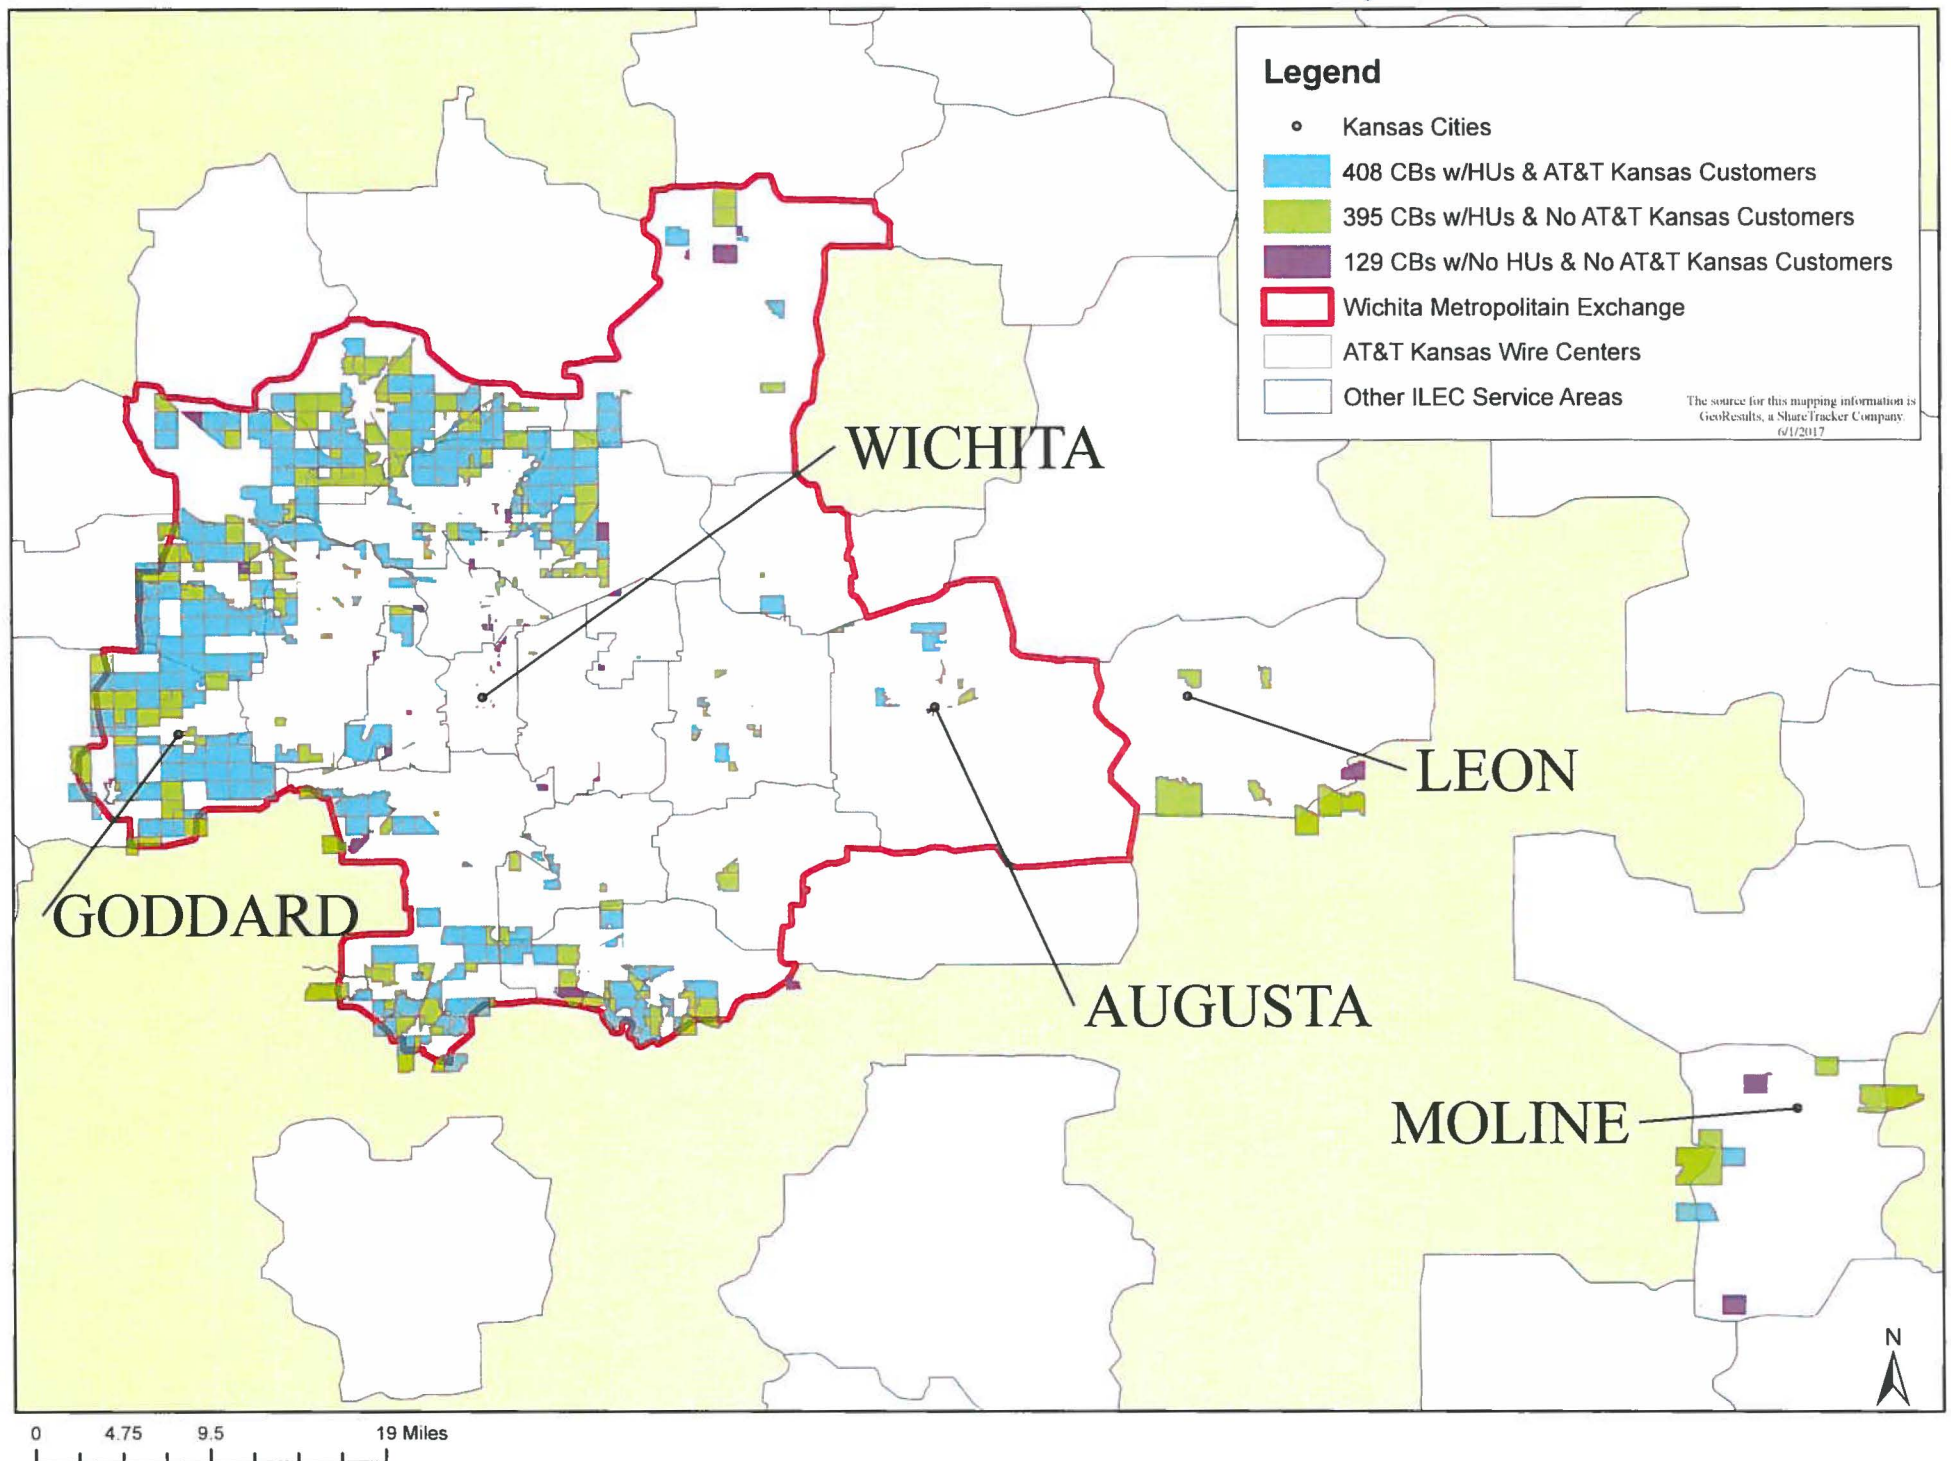 Legend
Kansas Cities
408 CBs w/HUs & AT&T Kansas Customers
395 CBs w/HUs & No AT&T Kansas Customers
129 CBs w/No HUs & No AT&T Kansas Customers
Wichita Metropolitain Exchange
AT&T Kansas Wire Centers
Other ILEC Service Areas
The source for this mapping information is
GeoResults, a ShareTracker Company.
6/1/2017
WICHITA
LEON
GODDARD
AUGUSTA
MOLINE
N
0 4.75 9.5 19 Miles